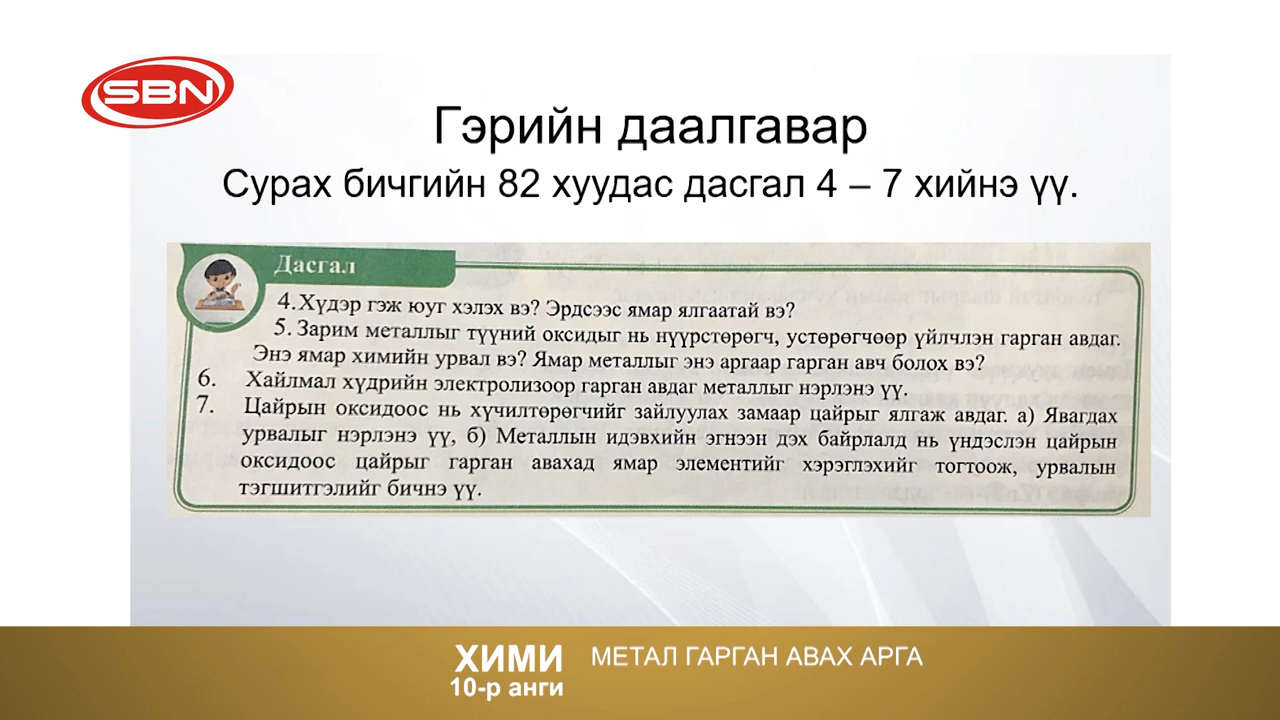 SBN
Гэрийн даалгавар
Сурах бичгийн 82 хуудас дасгал 4 – 7 хийнэ үү.
Дасгал
4. Хүдэр гэж юуг хэлэх вэ? Эрдсээс ямар ялгаатай вэ?
5. Зарим металлыг түүний оксидыг нь нүүрстөрөгч, устөрөгчөөр үйлчлэн гарган авдаг.
Энэ ямар химийн урвал вэ? Ямар металлыг энэ аргаар гарган авч болох вэ?
6. Хайлмал хүдрийн электролизоор гарган авдаг металлыг нэрлэнэ үү.
7. Цайрын оксидоос нь хүчилтөрөгчийг зайлуулах замаар цайрыг ялгаж авдаг. а) Явагдах
урвалыг нэрлэнэ үү, б) Металлын идэвхийн эгнээн дэх байрлалд нь үндэслэн цайрын
оксидоос цайрыг гарган авахад ямар элементийг хэрэглэхийг тогтоож, урвалын
тэгшитгэлийг бичнэ үү.
ХИМИ
10-р анги
МЕТАЛ ГАРГАН АВАХ АРГА